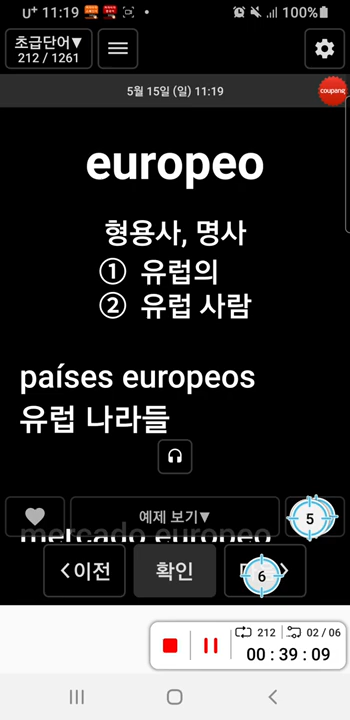 U+ 11:19 100%
초급단어▼
212 / 1261
5월 15일 (일) 11:19
coupang
europeo
형용사, 명사
① 유럽의
② 유럽 사람
países europeos
유럽 나라들
예제 보기▼
5
mercado europeo
이전
확인
6
212 02 / 06
00 : 39 : 09